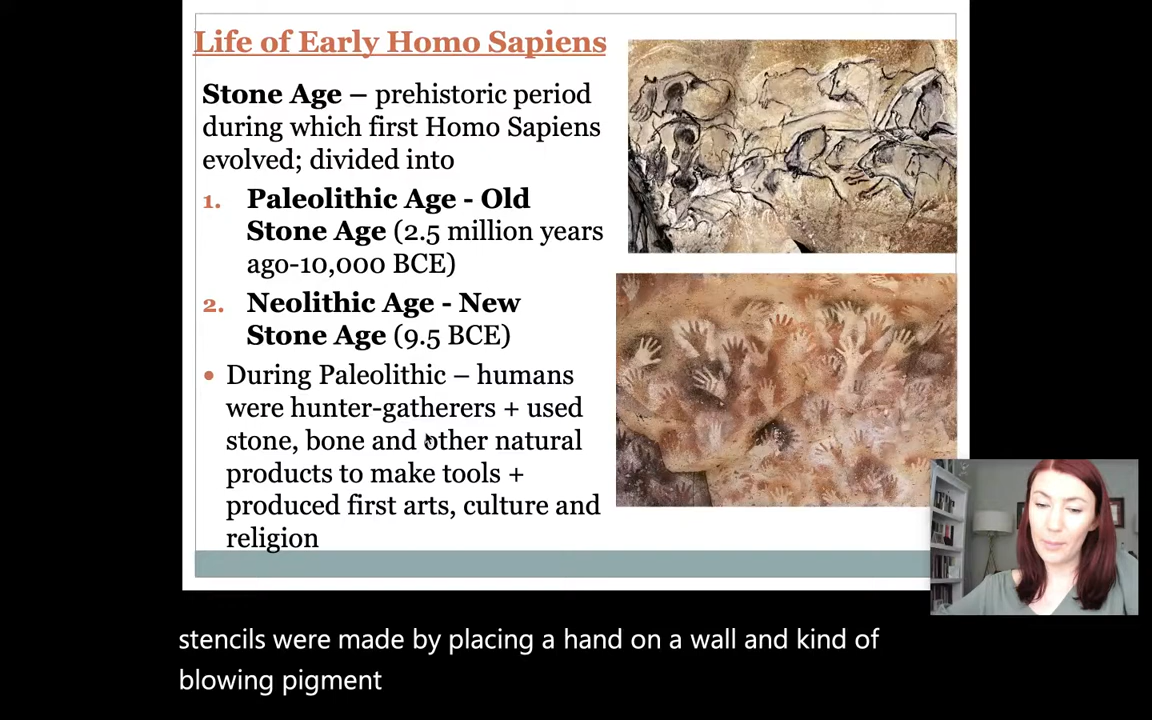 Life of Early Homo Sapiens
Stone Age – prehistoric period
during which first Homo Sapiens
evolved; divided into
1. Paleolithic Age - Old
Stone Age (2.5 million years
ago-10,000 BCE)
2. Neolithic Age - New
Stone Age (9.5 BCE)
• During Paleolithic – humans
were hunter-gatherers + used
stone, bone and other natural
products to make tools +
produced first arts, culture and
religion
stencils were made by placing a hand on a wall and kind of
blowing pigment